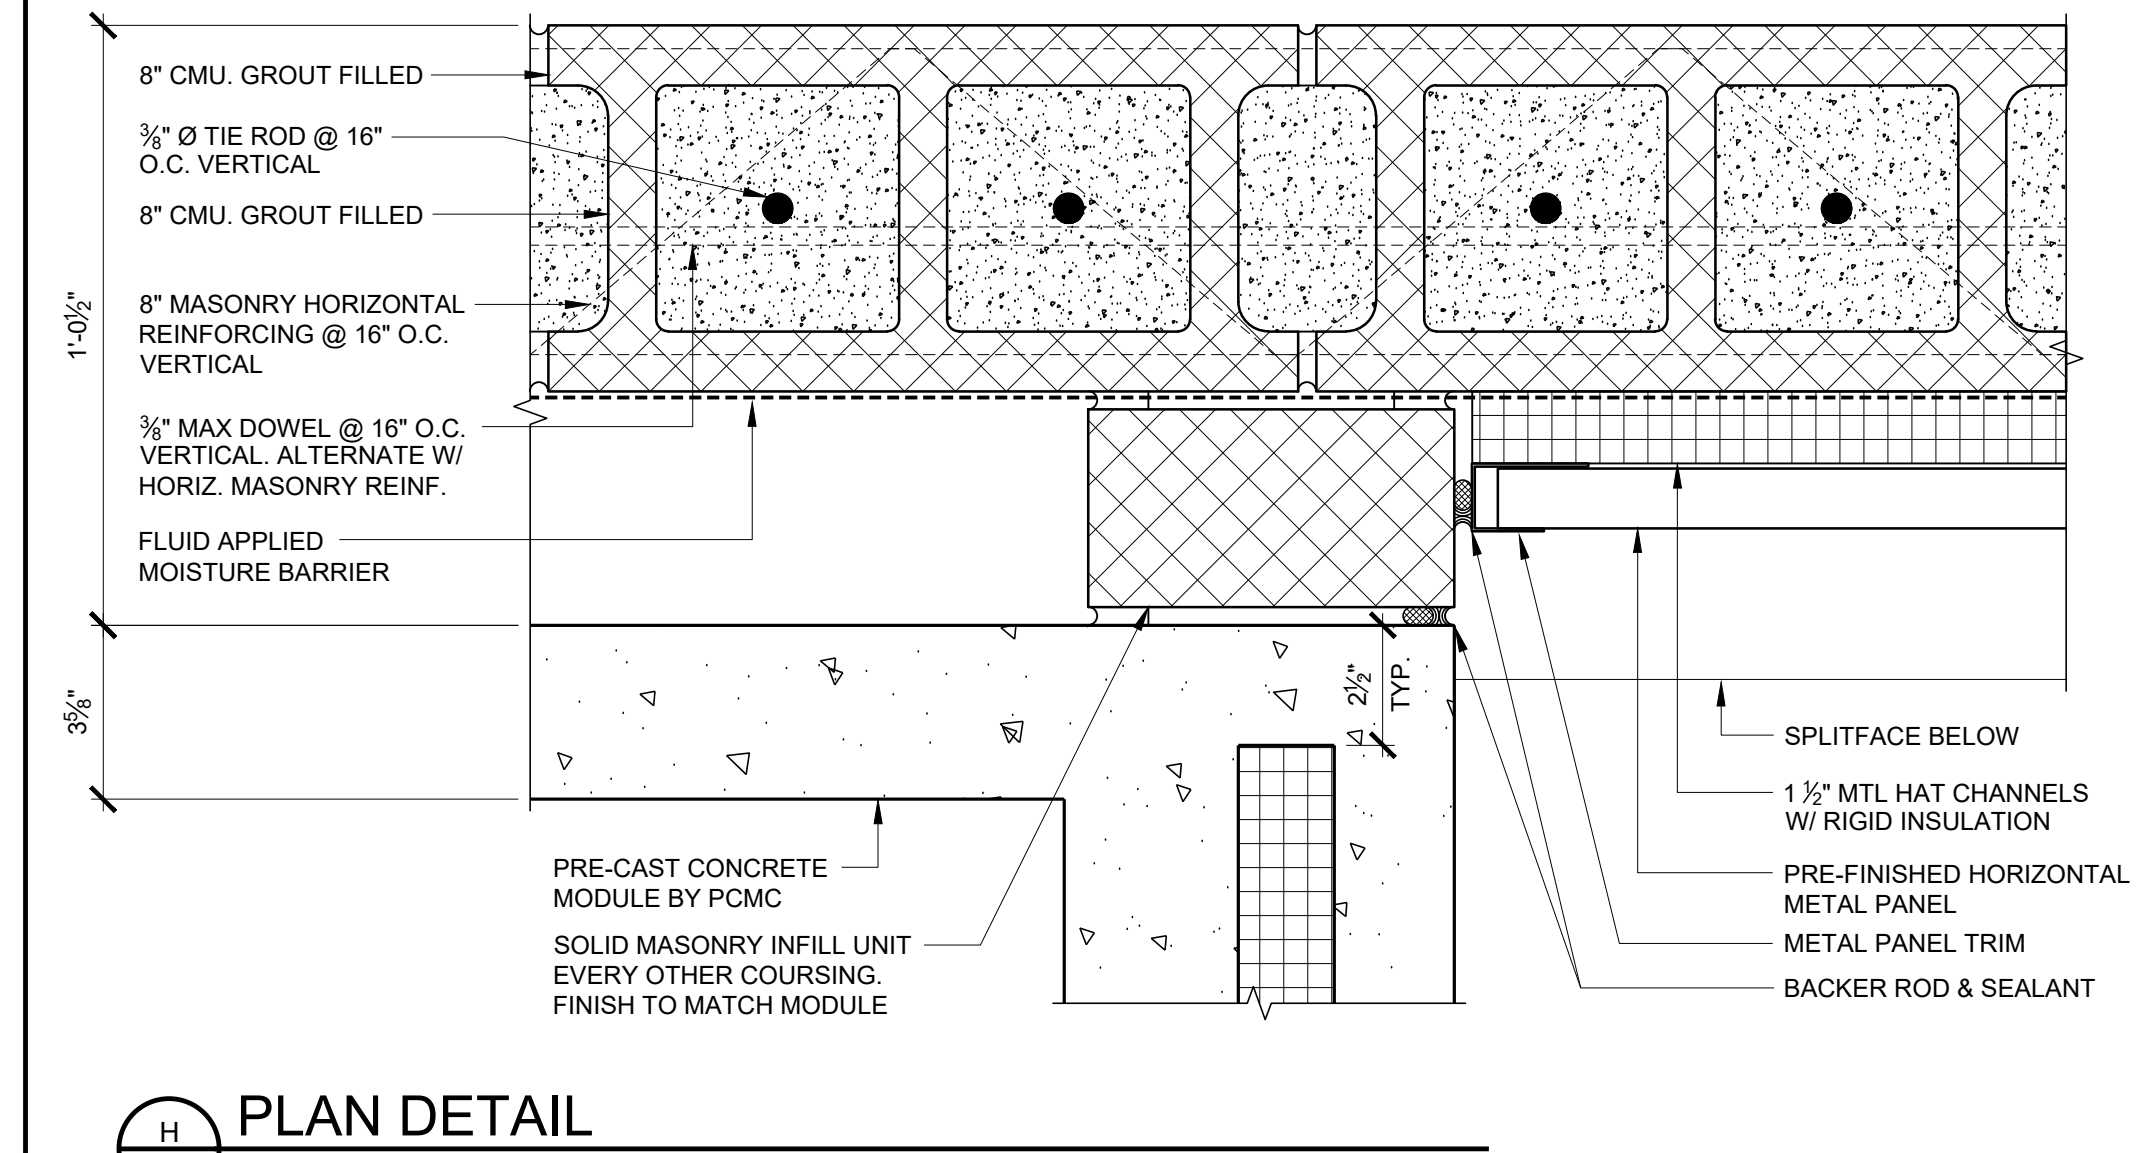 8" CMU. GROUT FILLED
⅜" Ø TIE ROD @ 16"
O.C. VERTICAL
8" CMU. GROUT FILLED
8" MASONRY HORIZONTAL
REINFORCING @ 16" O.C.
VERTICAL
⅜" MAX DOWEL @ 16" O.C.
VERTICAL. ALTERNATE W/
HORIZ. MASONRY REINF.
FLUID APPLIED
MOISTURE BARRIER
1'-0½"
3⅝"
2½"
TYP.
PRE-CAST CONCRETE
MODULE BY PCMC
SOLID MASONRY INFILL UNIT
EVERY OTHER COURSING.
FINISH TO MATCH MODULE
SPLITFACE BELOW
1 ½" MTL HAT CHANNELS
W/ RIGID INSULATION
PRE-FINISHED HORIZONTAL
METAL PANEL
METAL PANEL TRIM
BACKER ROD & SEALANT
H
PLAN DETAIL